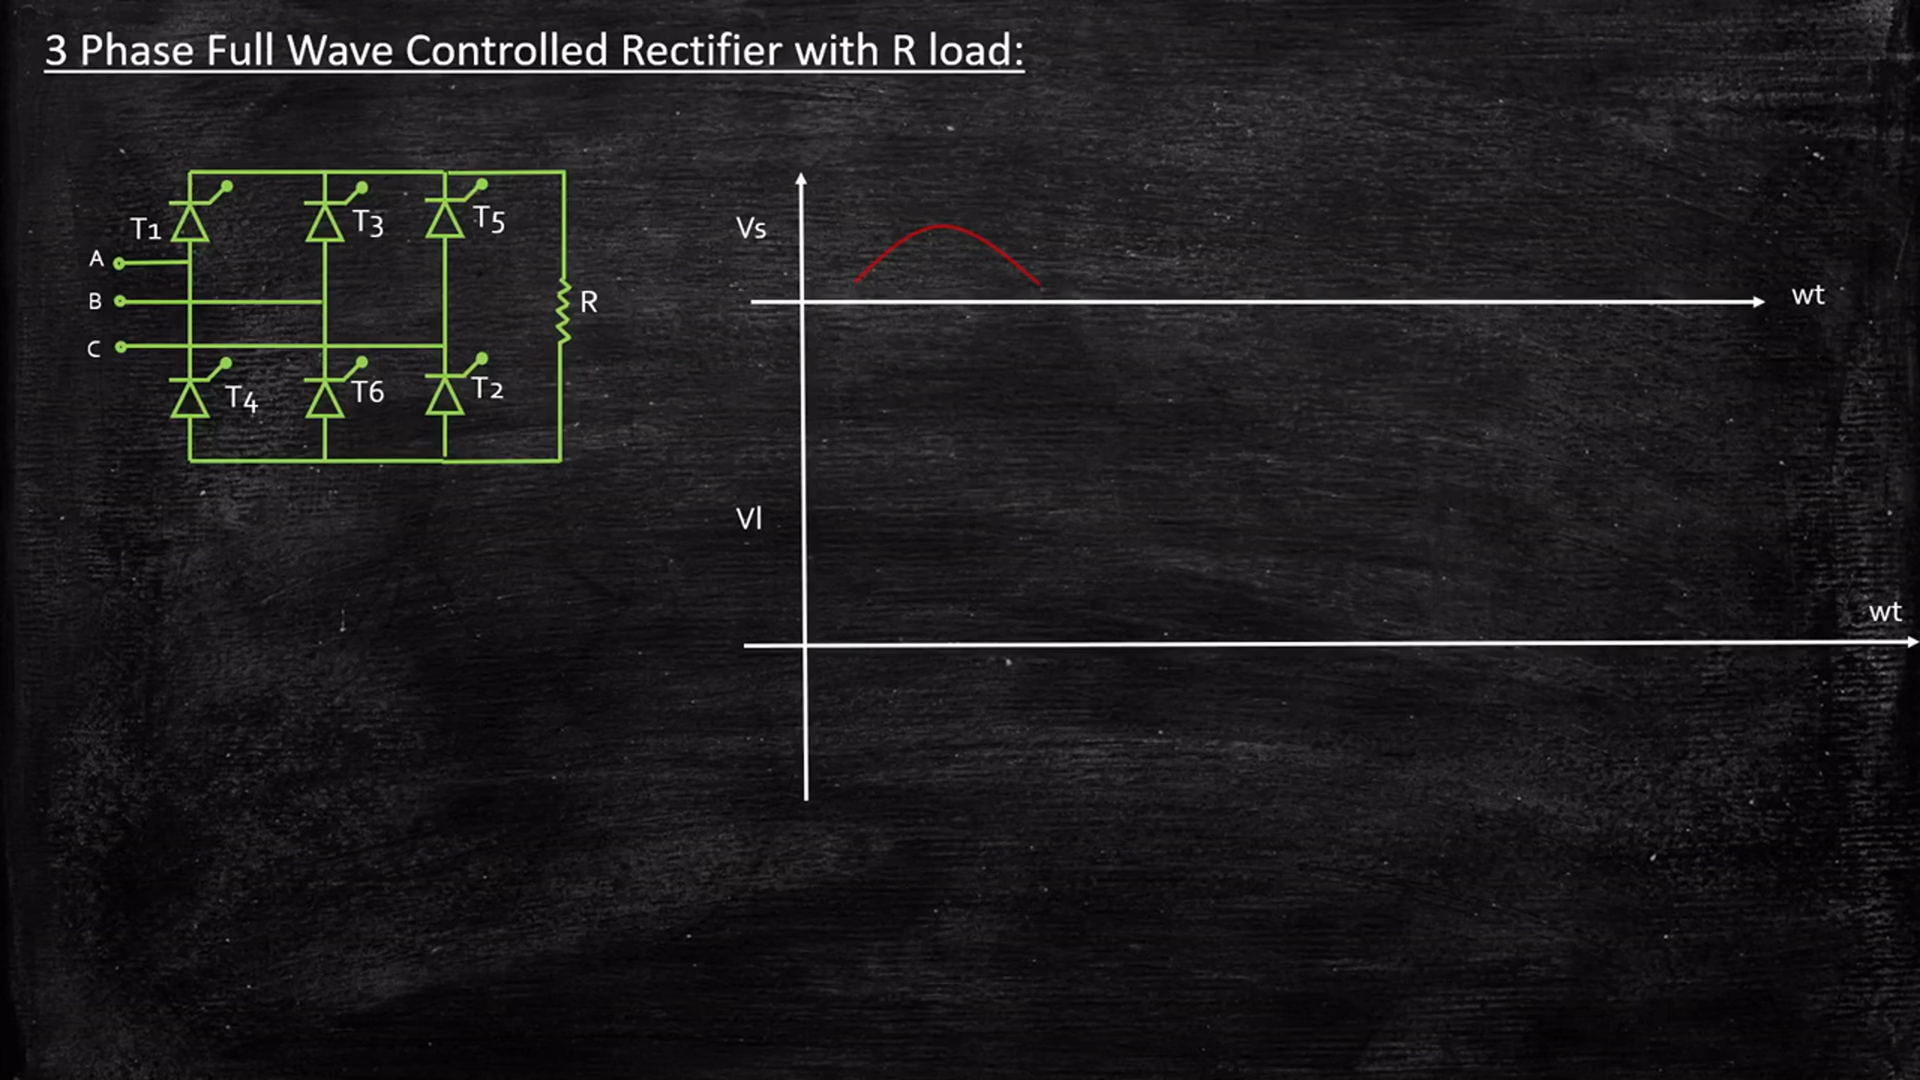 3 Phase Full Wave Controlled Rectifier with R load:
T1
T3
T5
A
B
C
R
T4
T6
T2
Vs
wt
Vl
wt